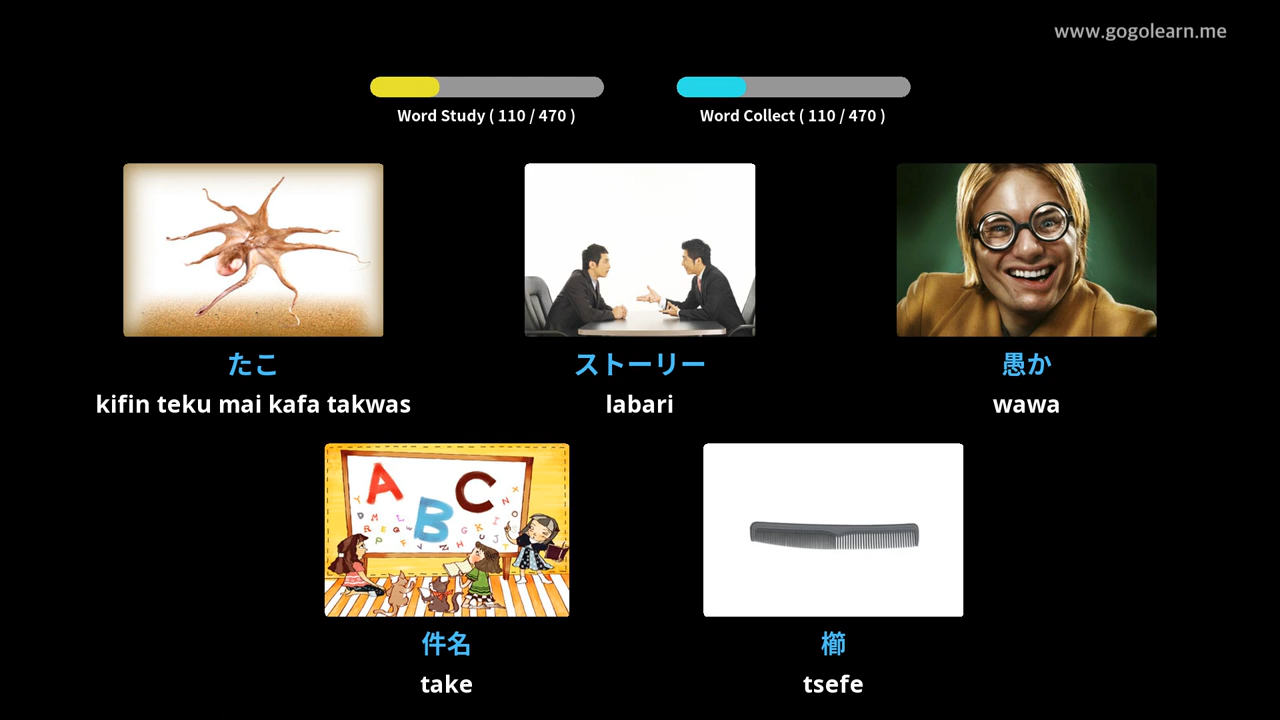 www.gogolearn.me
Word Study ( 110 / 470 )
Word Collect ( 110 / 470 )
たこ
kifin teku mai kafa takwas
ストーリー
labari
愚か
wawa
A B C
件名
take
櫛
tsefe